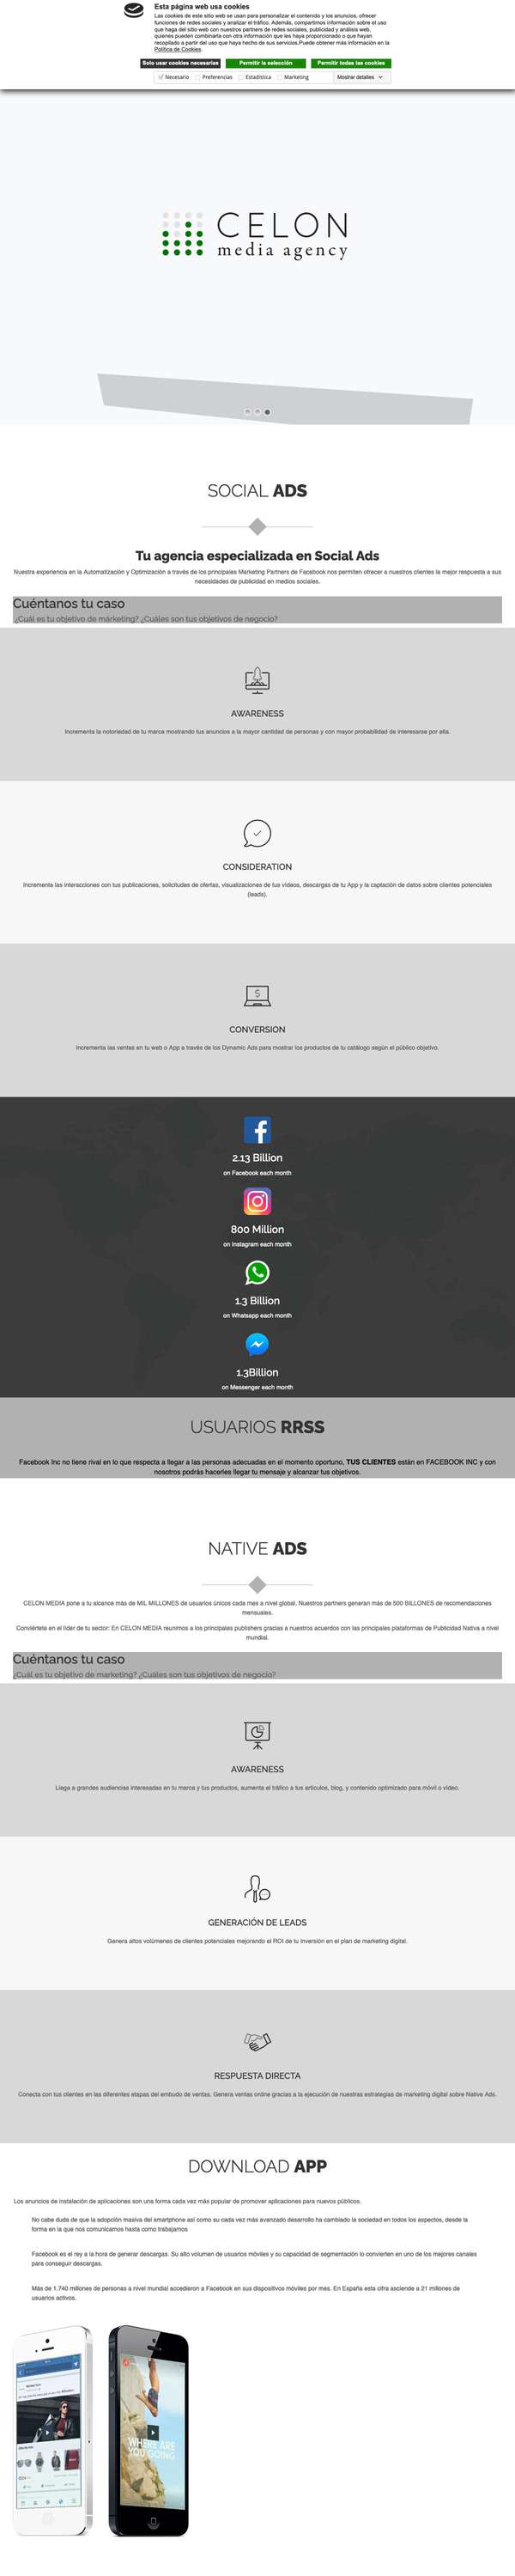 Esta página web usa cookies
Las cookies de este sitio web se usan para personalizar el contenido y los anuncios, ofrecer
funciones de redes sociales y analizar el tráfico. Además, compartimos información sobre el uso
que haga del sitio web con nuestros partners de redes sociales, publicidad y análisis web,
quienes pueden combinarla con otra información que les haya proporcionado o que hayan
recopilado a partir del uso que haya hecho de sus servicios.Puede obtener más información en la
Política de Cookies.
Solo usar cookies necesarias Permitir la selección Permitir todas las cookies
Necesario Preferencias Estadística Marketing Mostrar detalles
CELON
media agency
SOCIAL ADS
Tu agencia especializada en Social Ads
Nuestra experiencia en la Automatización y Optimización a través de los principales Marketing Partners de Facebook nos permiten ofrecer a nuestros clientes la mejor respuesta a sus
necesidades de publicidad en medios sociales.
Cuéntanos tu caso
¿Cuál es tu objetivo de márketing? ¿Cuáles son tus objetivos de negocio?
AWARENESS
Incrementa la notoriedad de tu marca mostrando tus anuncios a la mayor cantidad de personas y con mayor probabilidad de interesarse por ella.
CONSIDERATION
Incrementa las interacciones con tus publicaciones, solicitudes de ofertas, visualizaciones de tus vídeos, descargas de tu App y la captación de datos sobre clientes potenciales
(leads).
CONVERSION
Incrementa las ventas en tu web o App a través de los Dynamic Ads para mostrar los productos de tu catálogo según el público objetivo.
2.13 Billion
on Facebook each month
800 Million
on Instagram each month
1.3 Billion
on Whatsapp each month
1.3Billion
on Messenger each month
USUARIOS RRSS
Facebook Inc no tiene rival en lo que respecta a llegar a las personas adecuadas en el momento oportuno, TUS CLIENTES están en FACEBOOK INC y con
nosotros podrás hacerles llegar tu mensaje y alcanzar tus objetivos.
NATIVE ADS
CELON MEDIA pone a tu alcance más de MIL MILLONES de usuarios únicos cada mes a nivel global. Nuestros partners generan más de 500 BILLONES de recomendaciones
mensuales.
Conviértete en el líder de tu sector: En CELON MEDIA reunimos a los principales publishers gracias a nuestros acuerdos con las principales plataformas de Publicidad Nativa a nivel
mundial.
Cuéntanos tu caso
¿Cuál es tu objetivo de marketing? ¿Cuáles son tus objetivos de negocio?
AWARENESS
Llega a grandes audiencias interesadas en tu marca y tus productos, aumenta el tráfico a tus artículos, blog, y contenido optimizado para móvil o vídeo.
GENERACIÓN DE LEADS
Genera altos volúmenes de clientes potenciales mejorando el ROI de tu inversión en el plan de marketing digital.
RESPUESTA DIRECTA
Conecta con tus clientes en las diferentes etapas del embudo de ventas. Genera ventas online gracias a la ejecución de nuestras estrategias de marketing digital sobre Native Ads.
DOWNLOAD APP
Los anuncios de instalación de aplicaciones son una forma cada vez más popular de promover aplicaciones para nuevos públicos.
No cabe duda de que la adopción masiva del smartphone así como su cada vez más avanzado desarrollo ha cambiado la sociedad en todos los aspectos, desde la
forma en la que nos comunicamos hasta como trabajamos
Facebook es el rey a la hora de generar descargas. Su alto volumen de usuarios móviles y su capacidad de segmentación lo convierten en uno de los mejores canales
para conseguir descargas.
Más de 1.740 millones de personas a nivel mundial accedieron a Facebook en sus dispositivos móviles por mes. En España esta cifra asciende a 21 millones de
usuarios activos.
WHERE ARE
YOU GOING